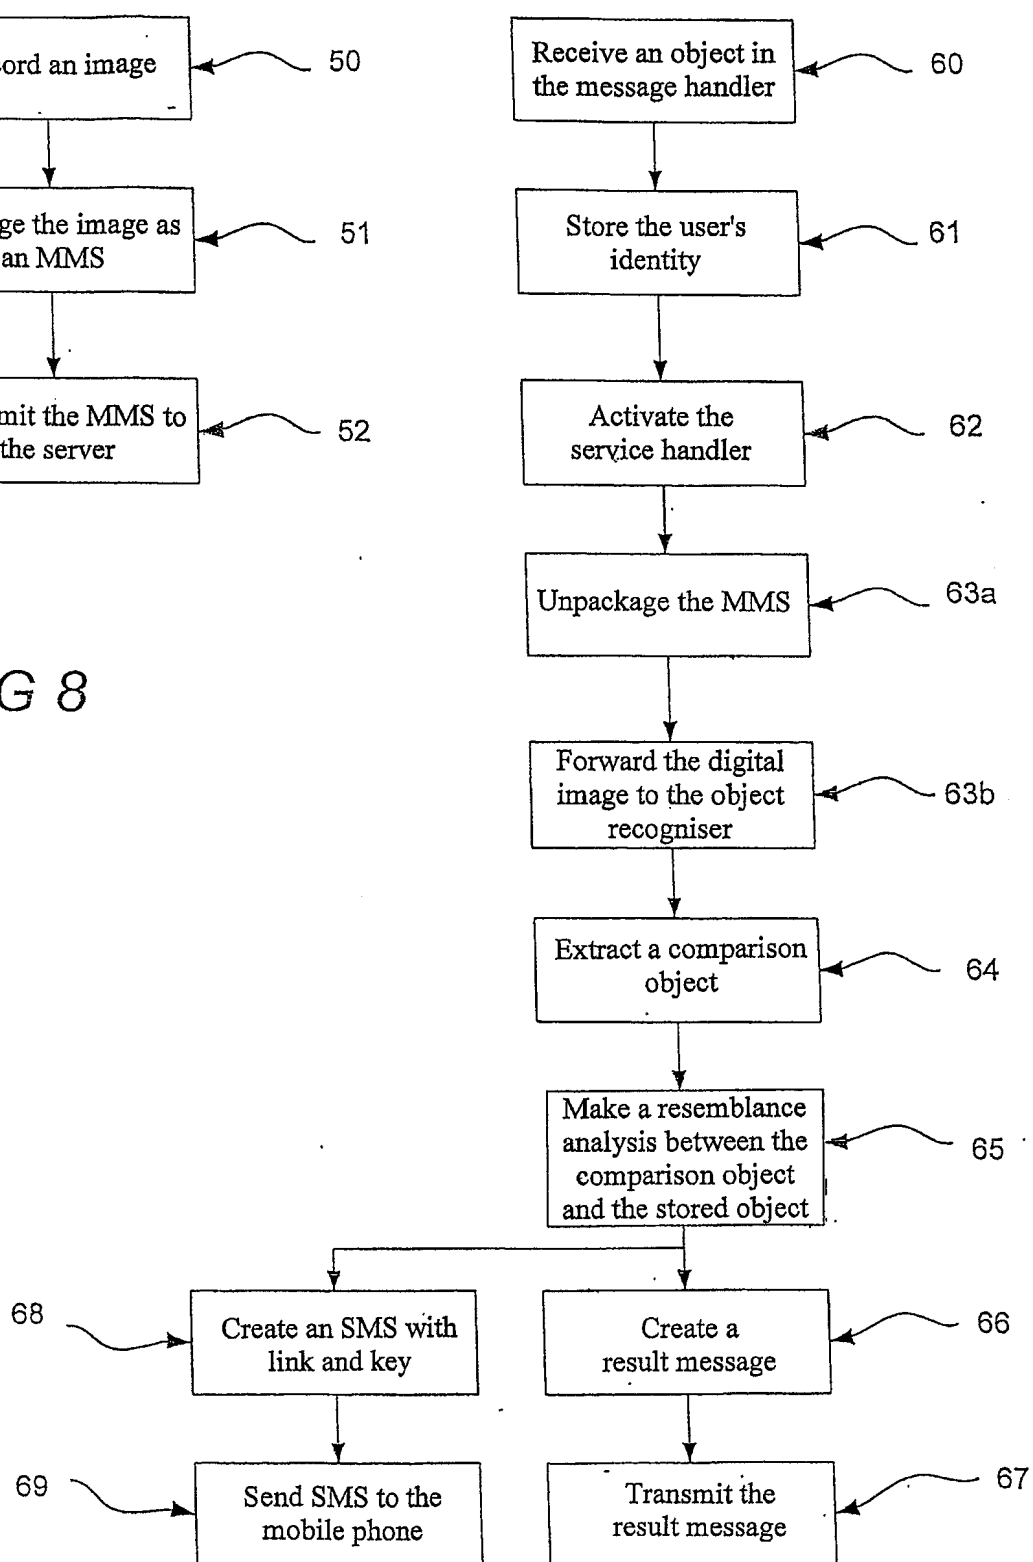 ord an image
50
ge the image as
an MMS
51
mit the MMS to
the server
52
G 8
Receive an object in
the message handler
60
Store the user's
identity
61
Activate the
service handler
62
Unpackage the MMS
63a
Forward the digital
image to the object
recogniser
63b
Extract a comparison
object
64
Make a resemblance
analysis between the
comparison object
and the stored object
65
68
Create an SMS with
link and key
Create a
result message
66
69
Send SMS to the
mobile phone
Transmit the
result message
67